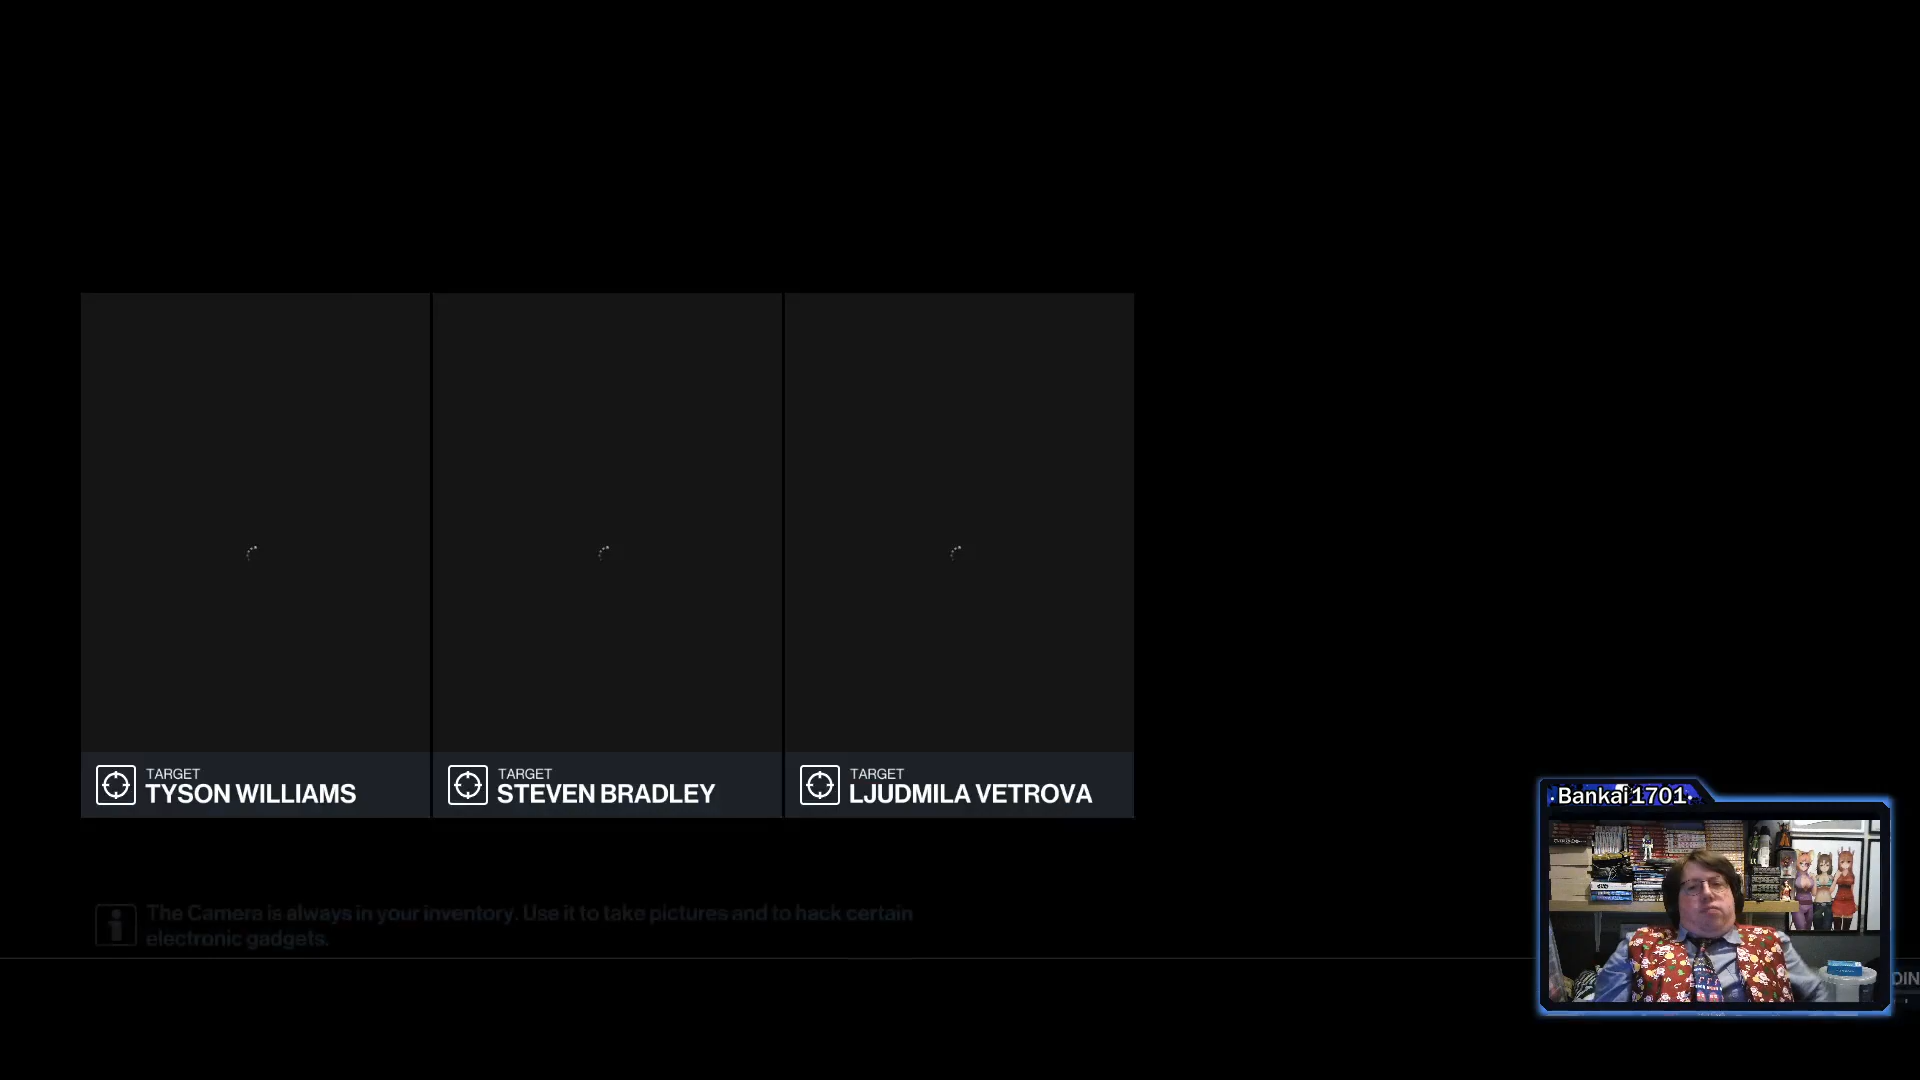 TARGET
TYSON WILLIAMS
TARGET
STEVEN BRADLEY
TARGET
LJUDMILA VETROVA
The Camera is always in your inventory. Use it to take pictures and to hack certain
electronic gadgets.
Bankai1701